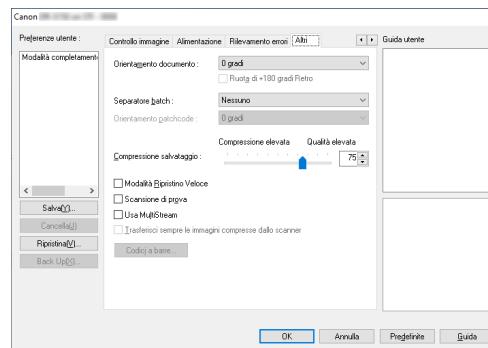 Canon
Preferenze utente :
Modalità completamente
Salva(Y)...
Cancella(J)
Ripristina(V)...
Back Up(X)...
Controllo immagine Alimentazione Rilevamento errori Altri
Orientamento documento : 0 gradi
Ruota di +180 gradi Retro
Separatore batch : Nessuno
Orientamento patchcode : 0 gradi
Compressione elevata Qualità elevata
Compressione salvataggio : 75
Modalità Ripristino Veloce
Scansione di prova
Usa MultiStream
Trasferisci sempre le immagini compresse dallo scanner
Codici a barre...
Guida utente
OK Annulla Predefinite Guida